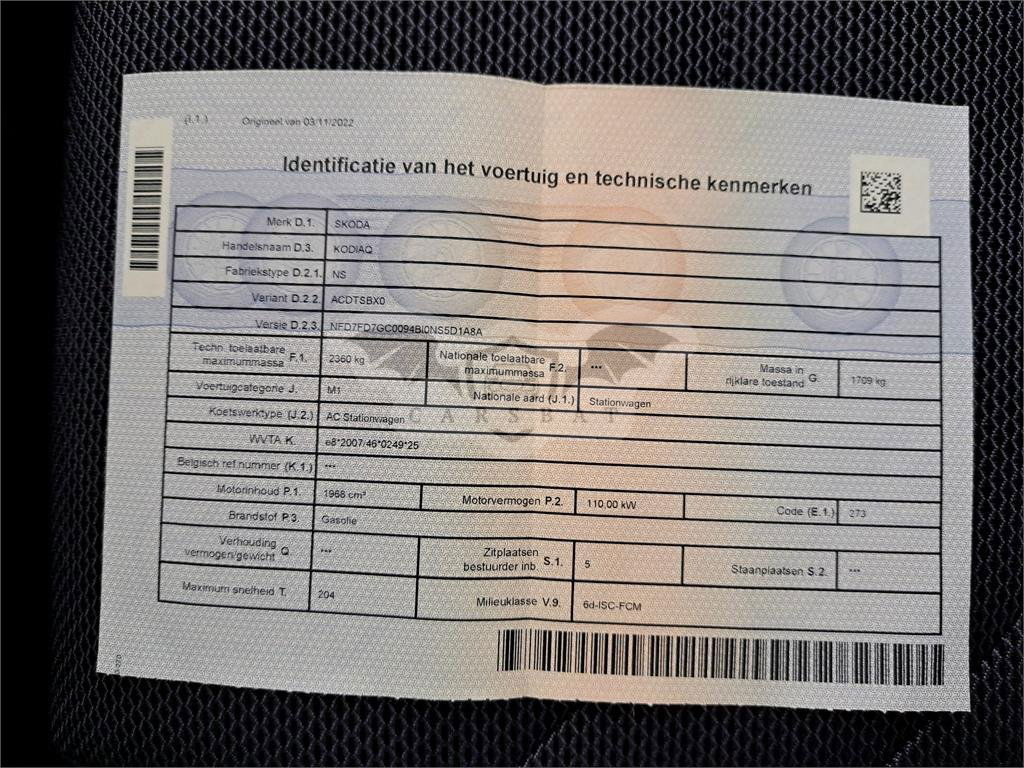 (I.1.) Origineel van 03/11/2022
Identificatie van het voertuig en technische kenmerken
Merk D.1. SKODA
Handelsnaam D.3. KODIAQ
Fabriekstype D.2.1. NS
Variant D.2.2. ACDTSBX0
Versie D.2.3. NFD7FD7GC0094BI0NS5D1A8A
Techn. toelaatbare maximummassa F.1. 2360 kg Nationale toelaatbare maximummassa F.2. *** Massa in rijklare toestand G 1709 kg
Voertuigcategorie J. M1 Nationale aard (J.1.) Stationwagen
Koetswerktype (J.2.) AC Stationwagen
CARSBAT
WVTA K. e8*2007/46*0249*25
Belgisch ref.nummer (K.1.) ***
Motorinhoud P.1. 1968 cm³ Motorvermogen P.2. 110,00 kW Code (E.1.) 273
Brandstof P.3. Gasolie
Verhouding vermogen/gewicht Q. *** Zitplaatsen bestuurder inb. S.1. 5 Staanplaatsen S.2. ***
Maximum snelheid T. 204 Milieuklasse V.9. 6d-ISC-FCM